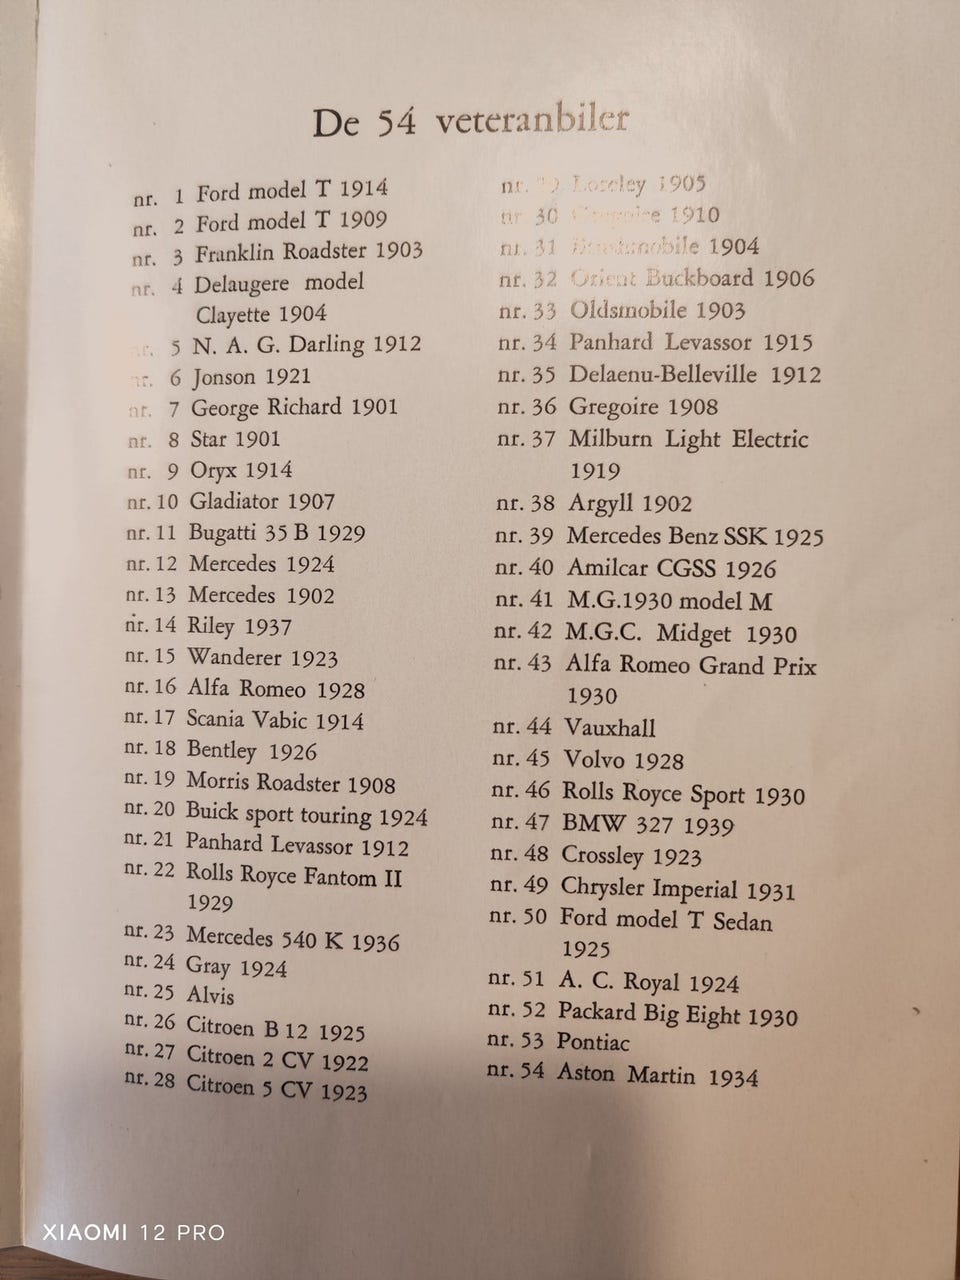 De 54 veteranbiler
nr. 1 Ford model T 1914
nr. 2 Ford model T 1909
nr. 3 Franklin Roadster 1903
nr. 4 Delaugere model
Clayette 1904
nr. 5 N. A. G. Darling 1912
nr. 6 Jonson 1921
nr. 7 George Richard 1901
nr. 8 Star 1901
nr. 9 Oryx 1914
nr. 10 Gladiator 1907
nr. 11 Bugatti 35 B 1929
nr. 12 Mercedes 1924
nr. 13 Mercedes 1902
nr. 14 Riley 1937
nr. 15 Wanderer 1923
nr. 16 Alfa Romeo 1928
nr. 17 Scania Vabic 1914
nr. 18 Bentley 1926
nr. 19 Morris Roadster 1908
nr. 20 Buick sport touring 1924
nr. 21 Panhard Levassor 1912
nr. 22 Rolls Royce Fantom II
1929
nr. 23 Mercedes 540 K 1936
nr. 24 Gray 1924
nr. 25 Alvis
nr. 26 Citroen B 12 1925
nr. 27 Citroen 2 CV 1922
nr. 28 Citroen 5 CV 1923
nr. 29 Loreley 1905
nr. 30 1910
nr. 31 1904
nr. 32 Orient Buckboard 1906
nr. 33 Oldsmobile 1903
nr. 34 Panhard Levassor 1915
nr. 35 Delaenu-Belleville 1912
nr. 36 Gregoire 1908
nr. 37 Milburn Light Electric
1919
nr. 38 Argyll 1902
nr. 39 Mercedes Benz SSK 1925
nr. 40 Amilcar CGSS 1926
nr. 41 M.G.1930 model M
nr. 42 M.G.C. Midget 1930
nr. 43 Alfa Romeo Grand Prix
1930
nr. 44 Vauxhall
nr. 45 Volvo 1928
nr. 46 Rolls Royce Sport 1930
nr. 47 BMW 327 1939
nr. 48 Crossley 1923
nr. 49 Chrysler Imperial 1931
nr. 50 Ford model T Sedan
1925
nr. 51 A. C. Royal 1924
nr. 52 Packard Big Eight 1930
nr. 53 Pontiac
nr. 54 Aston Martin 1934
XIAOMI 12 PRO